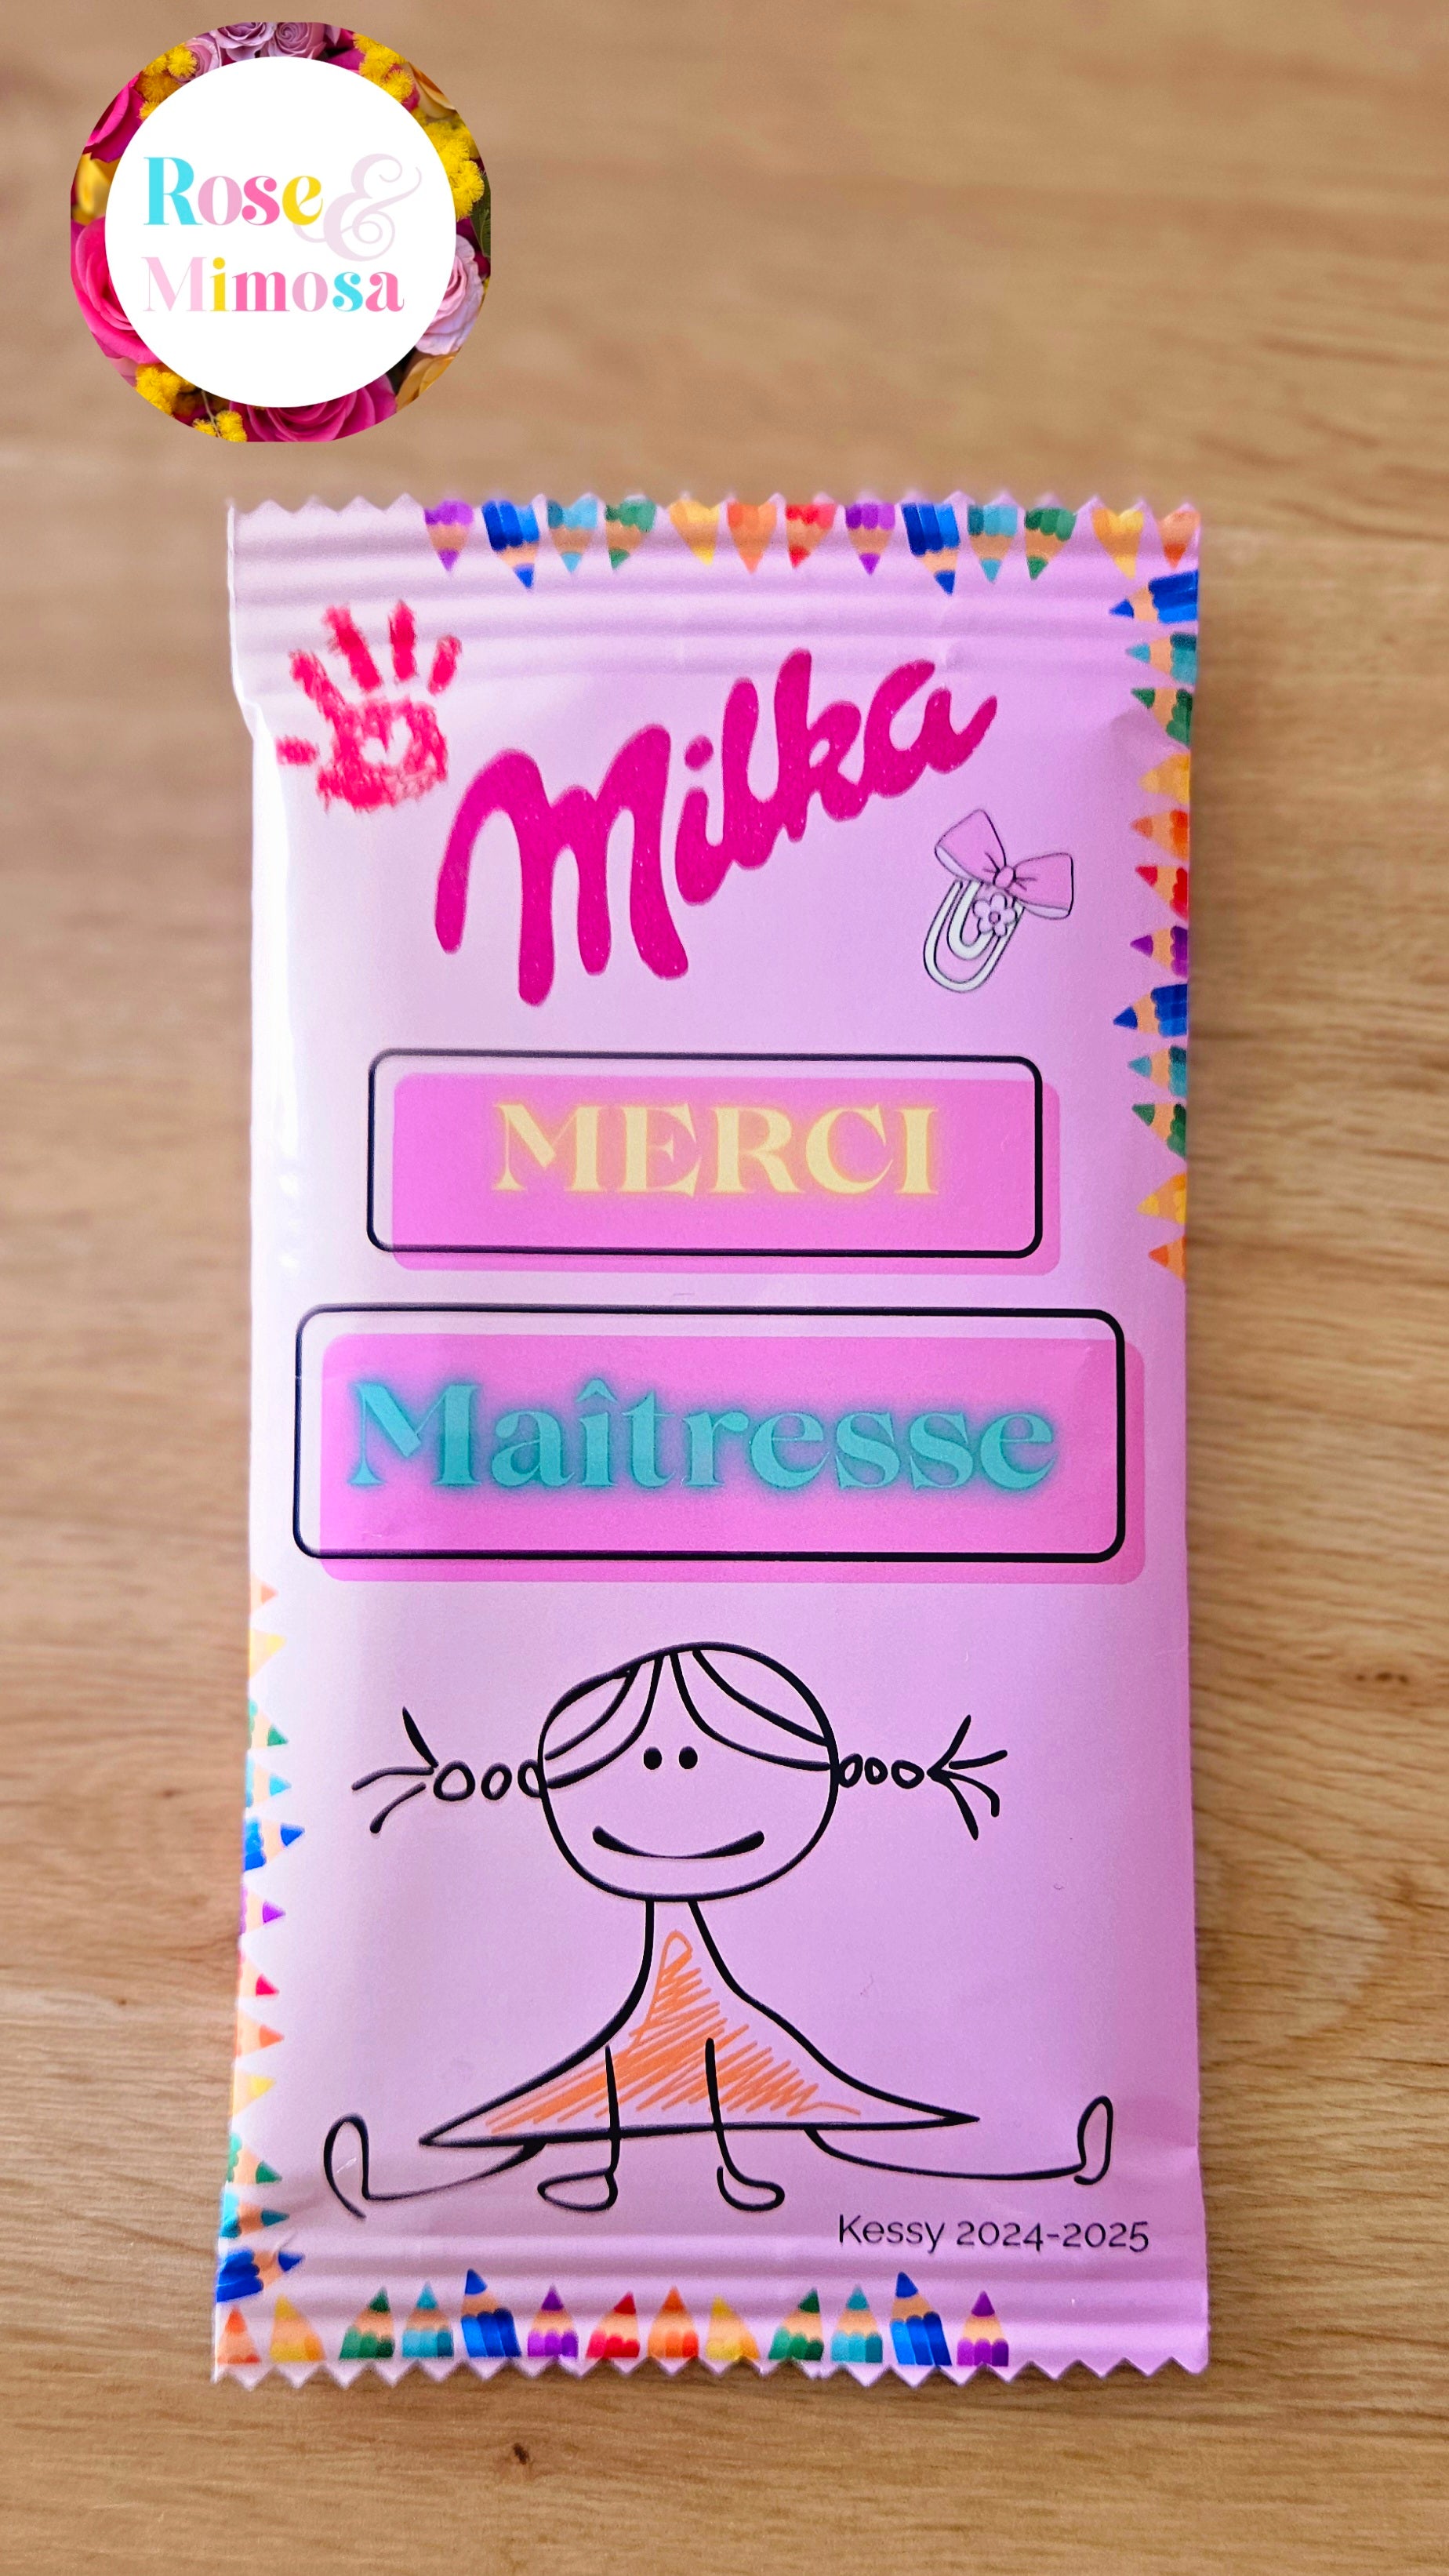 Rose &
Mimosa
Milka
MERCI
Maîtresse
Kessy 2024-2025